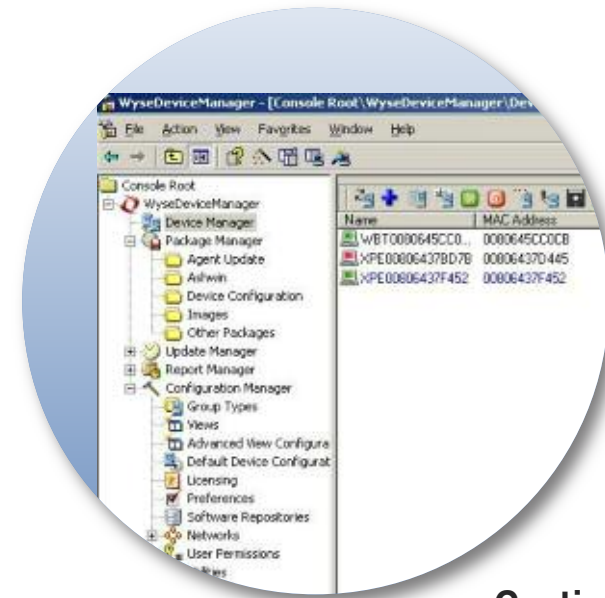 WyseDeviceManager - [Console Root\WyseDeviceManager\Dev
File Action View Favorites Window Help
Console Root
WyseDeviceManager
Device Manager
Package Manager
Agent Update
Ashwin
Device Configuration
Images
Other Packages
Update Manager
Report Manager
Configuration Manager
Group Types
Views
Advanced View Configura
Default Device Configurat
Licensing
Preferences
Software Repositories
Networks
User Permissions
Name MAC Address
WBT0080645CC0... 0080645CC0CB
XPE00806437BD7B 00806437D445
XPE00806437F452 00806437F452